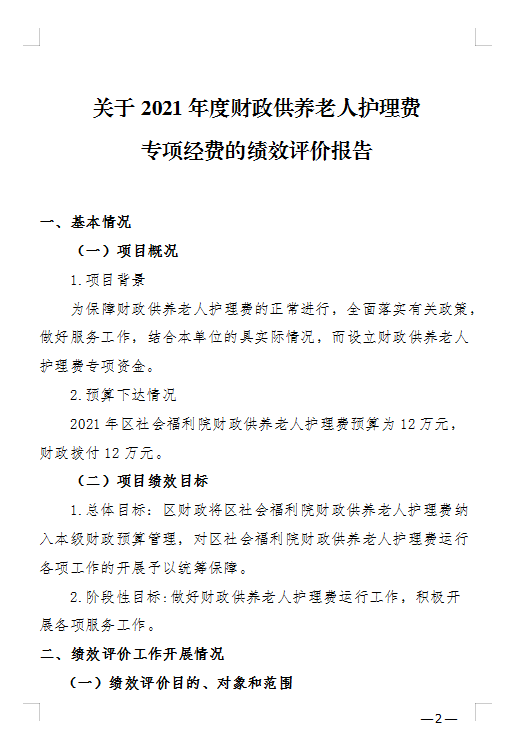 关于 2021 年度财政供养老人护理费
专项经费的绩效评价报告
一、基本情况
（一）项目概况
1.项目背景
为保障财政供养老人护理费的正常进行，全面落实有关政策，
做好服务工作，结合本单位的具实际情况，而设立财政供养老人
护理费专项资金。
2.预算下达情况
2021 年区社会福利院财政供养老人护理费预算为 12 万元，
财政拨付 12 万元。
（二）项目绩效目标
1.总体目标：区财政将区社会福利院财政供养老人护理费纳
入本级财政预算管理，对区社会福利院财政供养老人护理费运行
各项工作的开展予以统筹保障。
2.阶段性目标:做好财政供养老人护理费运行工作，积极开
展各项服务工作。
二、绩效评价工作开展情况
（一）绩效评价目的、对象和范围
—2—